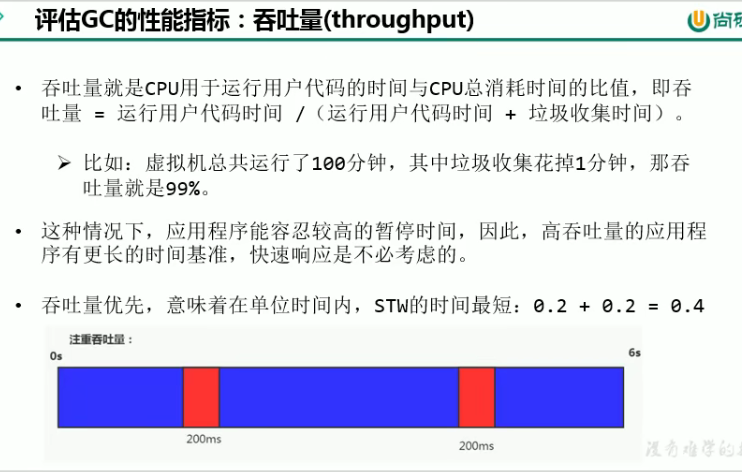 评估GC的性能指标：吞吐量(throughput)
• 吞吐量就是CPU用于运行用户代码的时间与CPU总消耗时间的比值，即吞
吐量 = 运行用户代码时间 /（运行用户代码时间 + 垃圾收集时间）。
➢ 比如：虚拟机总共运行了100分钟，其中垃圾收集花掉1分钟，那吞
吐量就是99%。
• 这种情况下，应用程序能容忍较高的暂停时间，因此，高吞吐量的应用程
序有更长的时间基准，快速响应是不必考虑的。
• 吞吐量优先，意味着在单位时间内，STW的时间最短：0.2 + 0.2 = 0.4
注重吞吐量：
0s
6s
200ms
200ms
没有难学的